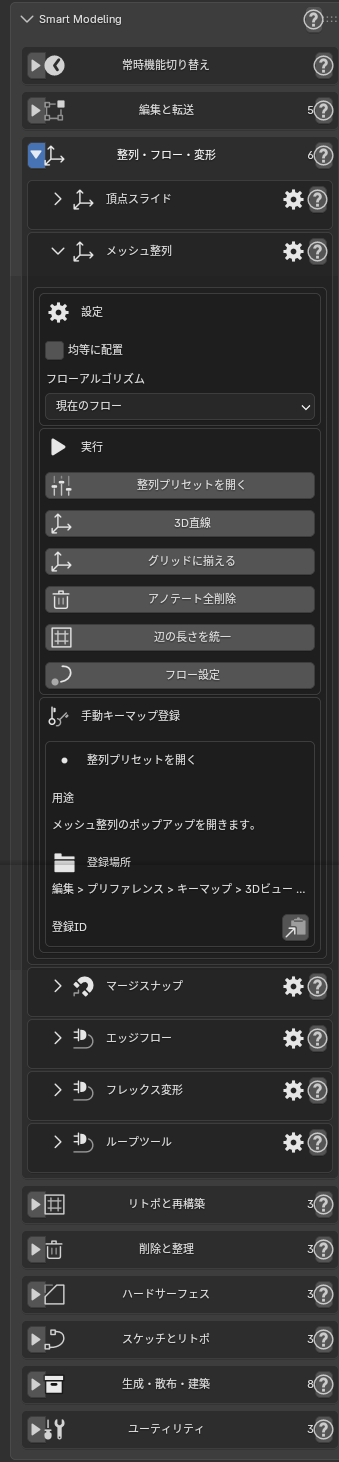 Smart Modeling
常時機能切り替え
編集と転送 5
整列・フロー・変形 6
頂点スライド
メッシュ整列
設定
均等に配置
フローアルゴリズム
現在のフロー
実行
整列プリセットを開く
3D直線
グリッドに揃える
アノテート全削除
辺の長さを統一
フロー設定
手動キーマップ登録
整列プリセットを開く
用途
メッシュ整列のポップアップを開きます。
登録場所
編集 > プリファレンス > キーマップ > 3Dビュー ...
登録ID
マージスナップ
エッジフロー
フレックス変形
ループツール
リトポと再構築 3
削除と整理 3
ハードサーフェス 3
スケッチとリトポ 3
生成・散布・建築 8
ユーティリティ 3